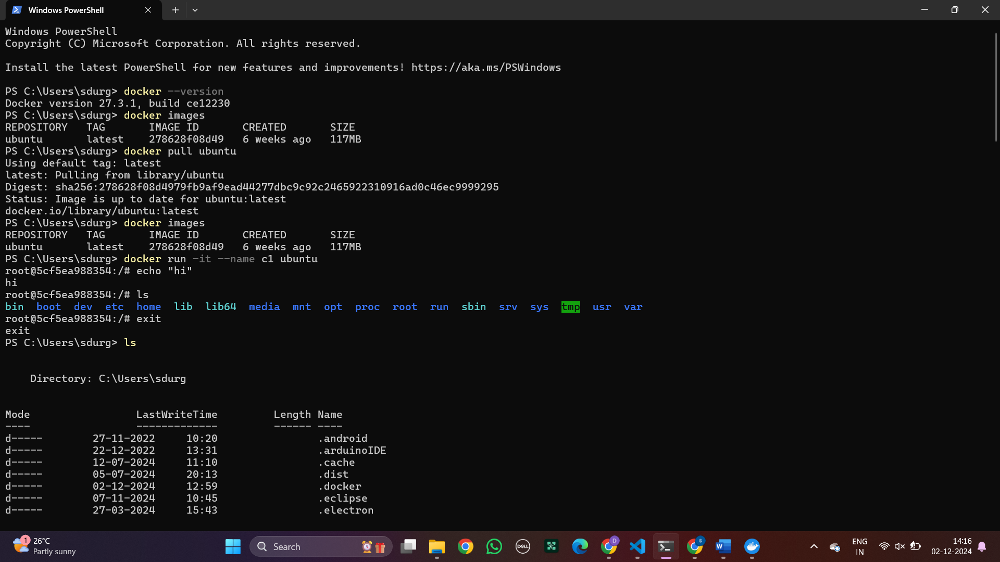 Windows PowerShell
Windows PowerShell
Copyright (C) Microsoft Corporation. All rights reserved.
Install the latest PowerShell for new features and improvements! https://aka.ms/PSWindows
PS C:\Users\sdurg> docker --version
Docker version 27.3.1, build ce12230
PS C:\Users\sdurg> docker images
REPOSITORY   TAG       IMAGE ID       CREATED       SIZE
ubuntu       latest    278628f08d49   6 weeks ago   117MB
PS C:\Users\sdurg> docker pull ubuntu
Using default tag: latest
latest: Pulling from library/ubuntu
Digest: sha256:278628f08d4979fb9af9ead44277dbc9c92c2465922310916ad0c46ec9999295
Status: Image is up to date for ubuntu:latest
docker.io/library/ubuntu:latest
PS C:\Users\sdurg> docker images
REPOSITORY   TAG       IMAGE ID       CREATED       SIZE
ubuntu       latest    278628f08d49   6 weeks ago   117MB
PS C:\Users\sdurg> docker run -it --name c1 ubuntu
root@5cf5ea988354:/# echo "hi"
hi
root@5cf5ea988354:/# ls
bin  boot  dev  etc  home  lib  lib64  media  mnt  opt  proc  root  run  sbin  srv  sys  tmp  usr  var
root@5cf5ea988354:/# exit
exit
PS C:\Users\sdurg> ls
    Directory: C:\Users\sdurg
Mode                 LastWriteTime         Length Name
----                 -------------         ------ ----
d-----        27-11-2022     10:20                .android
d-----        22-12-2022     13:31                .arduinoIDE
d-----        12-07-2024     11:10                .cache
d-----        05-07-2024     20:13                .dist
d-----        02-12-2024     12:59                .docker
d-----        07-11-2024     10:45                .eclipse
d-----        27-03-2024     15:43                .electron
1
26°C
Partly sunny
Search
DELL
D
S
W
ENG
IN
14:16
02-12-2024